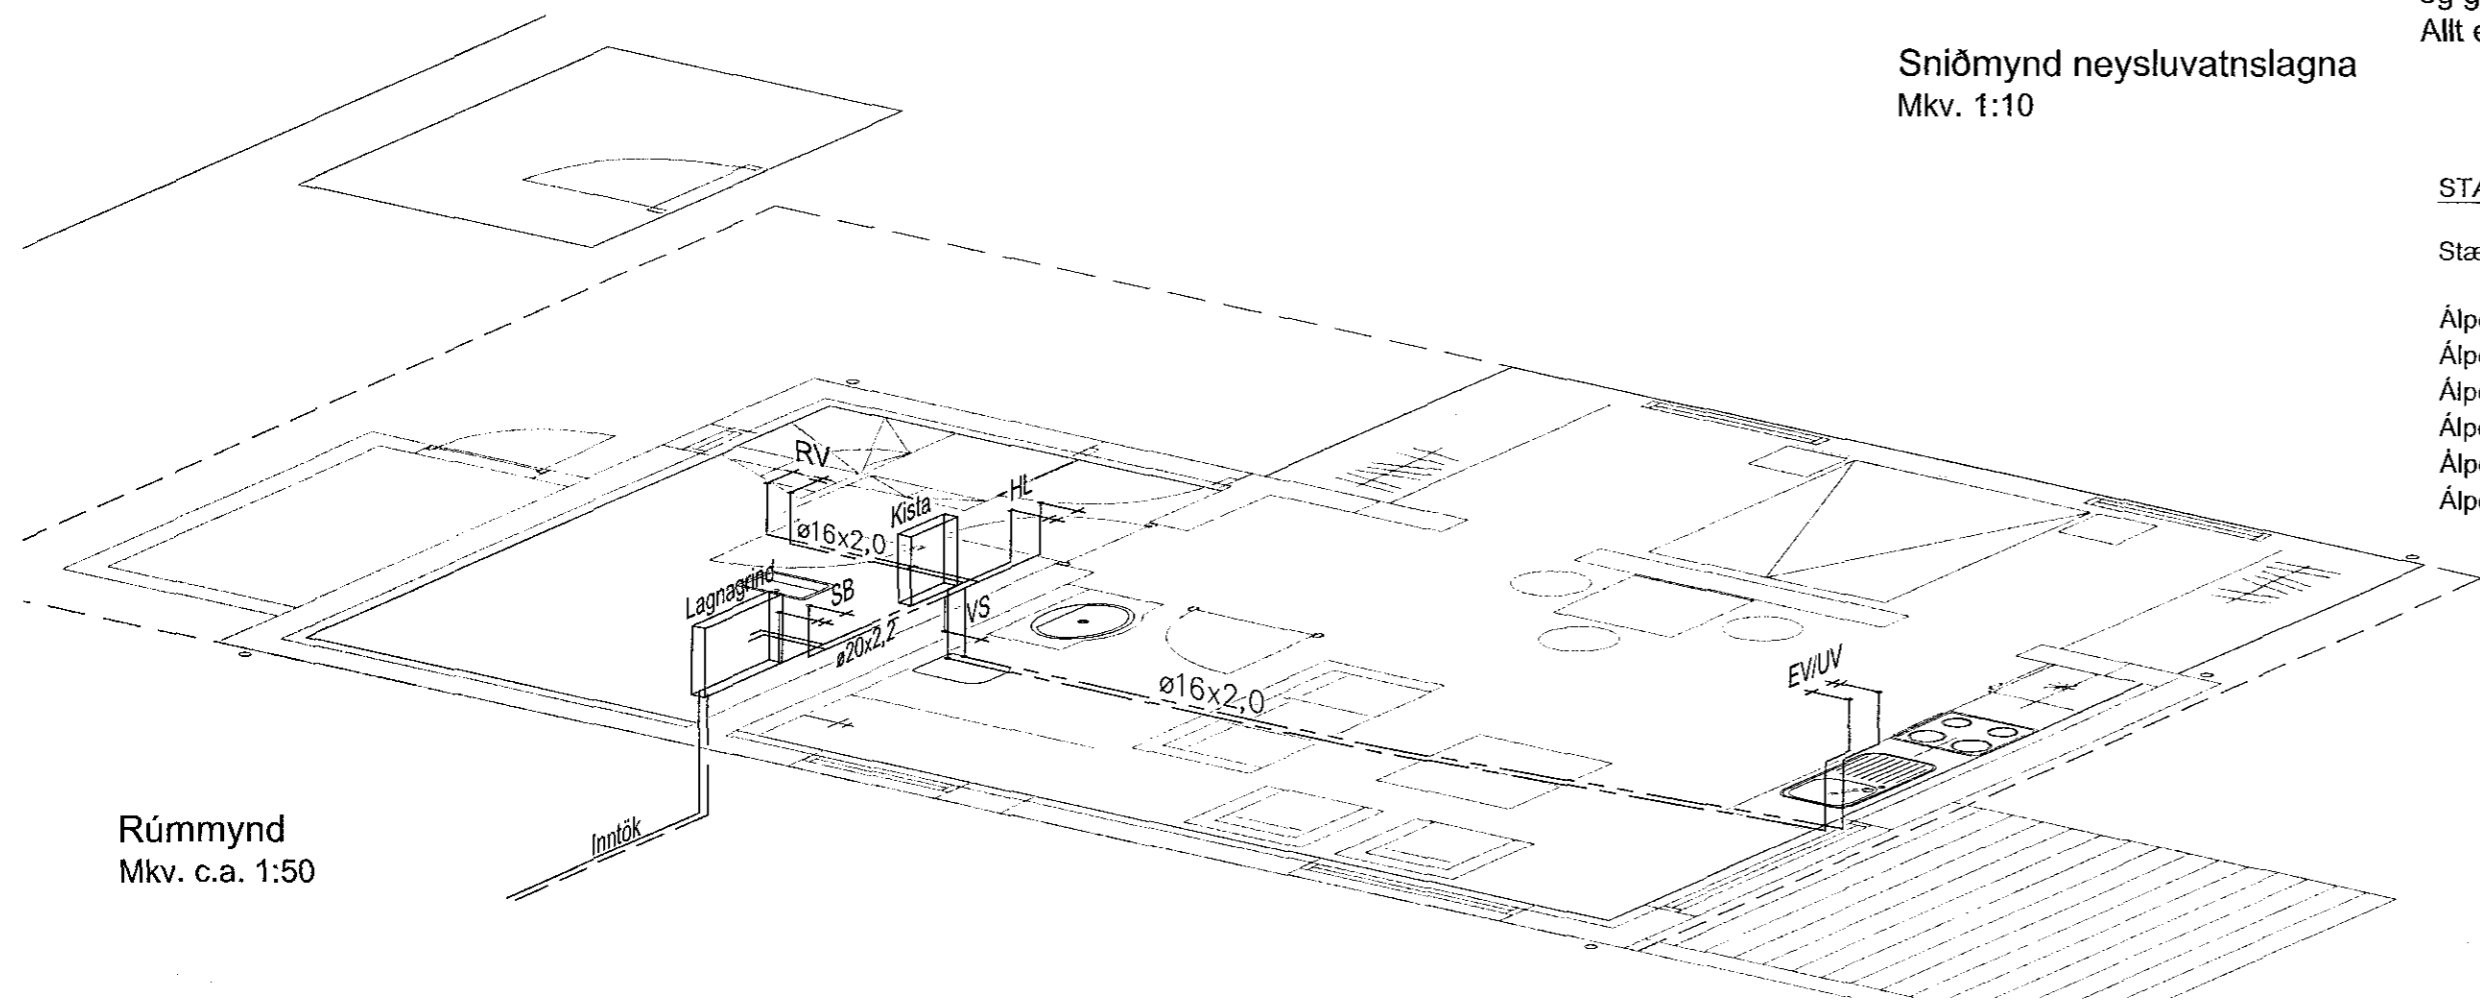 Allt e
Sniðmynd neysluvatnslagna
Mkv. 1:10
STA
Stæ
Álpe
Álpe
Álpe
Álpe
Álpe
Álpe
RV
HL
Kista
ø16x2,0
Lagnagrind
SB
VS
ø20x2,2
EV/UV
ø16x2,0
Inntök
Rúmmynd
Mkv. c.a. 1:50